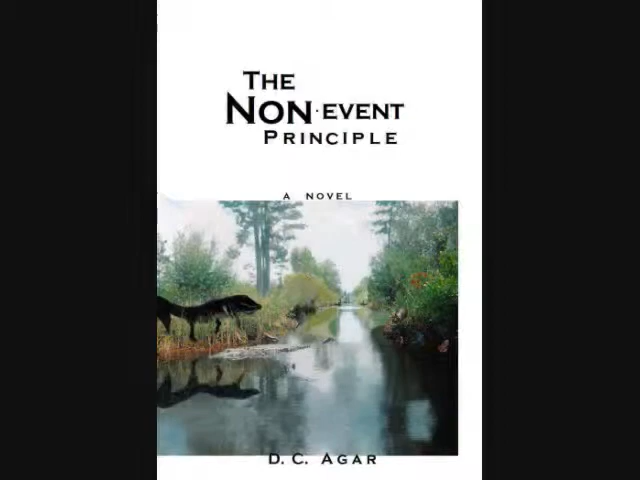 THE
NON-EVENT
PRINCIPLE
A NOVEL
D. C. AGAR